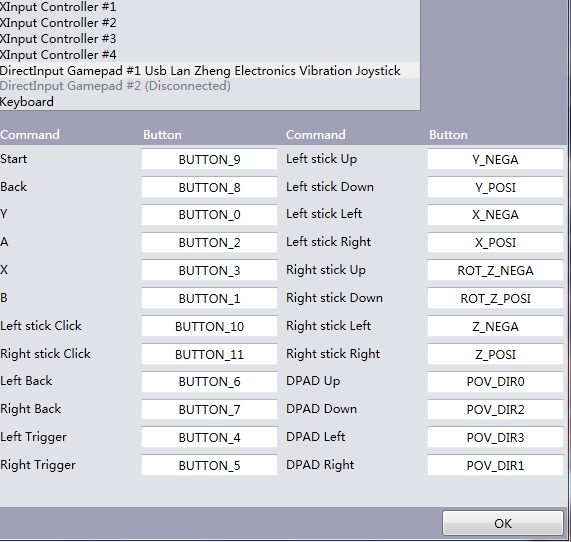 XInput Controller #1
XInput Controller #2
XInput Controller #3
XInput Controller #4
DirectInput Gamepad #1 Usb Lan Zheng Electronics Vibration Joystick
DirectInput Gamepad #2 (Disconnected)
Keyboard
Command Button Command Button
Start BUTTON_9 Left stick Up Y_NEGA
Back BUTTON_8 Left stick Down Y_POSI
Y BUTTON_0 Left stick Left X_NEGA
A BUTTON_2 Left stick Right X_POSI
X BUTTON_3 Right stick Up ROT_Z_NEGA
B BUTTON_1 Right stick Down ROT_Z_POSI
Left stick Click BUTTON_10 Right stick Left Z_NEGA
Right stick Click BUTTON_11 Right stick Right Z_POSI
Left Back BUTTON_6 DPAD Up POV_DIR0
Right Back BUTTON_7 DPAD Down POV_DIR2
Left Trigger BUTTON_4 DPAD Left POV_DIR3
Right Trigger BUTTON_5 DPAD Right POV_DIR1
OK